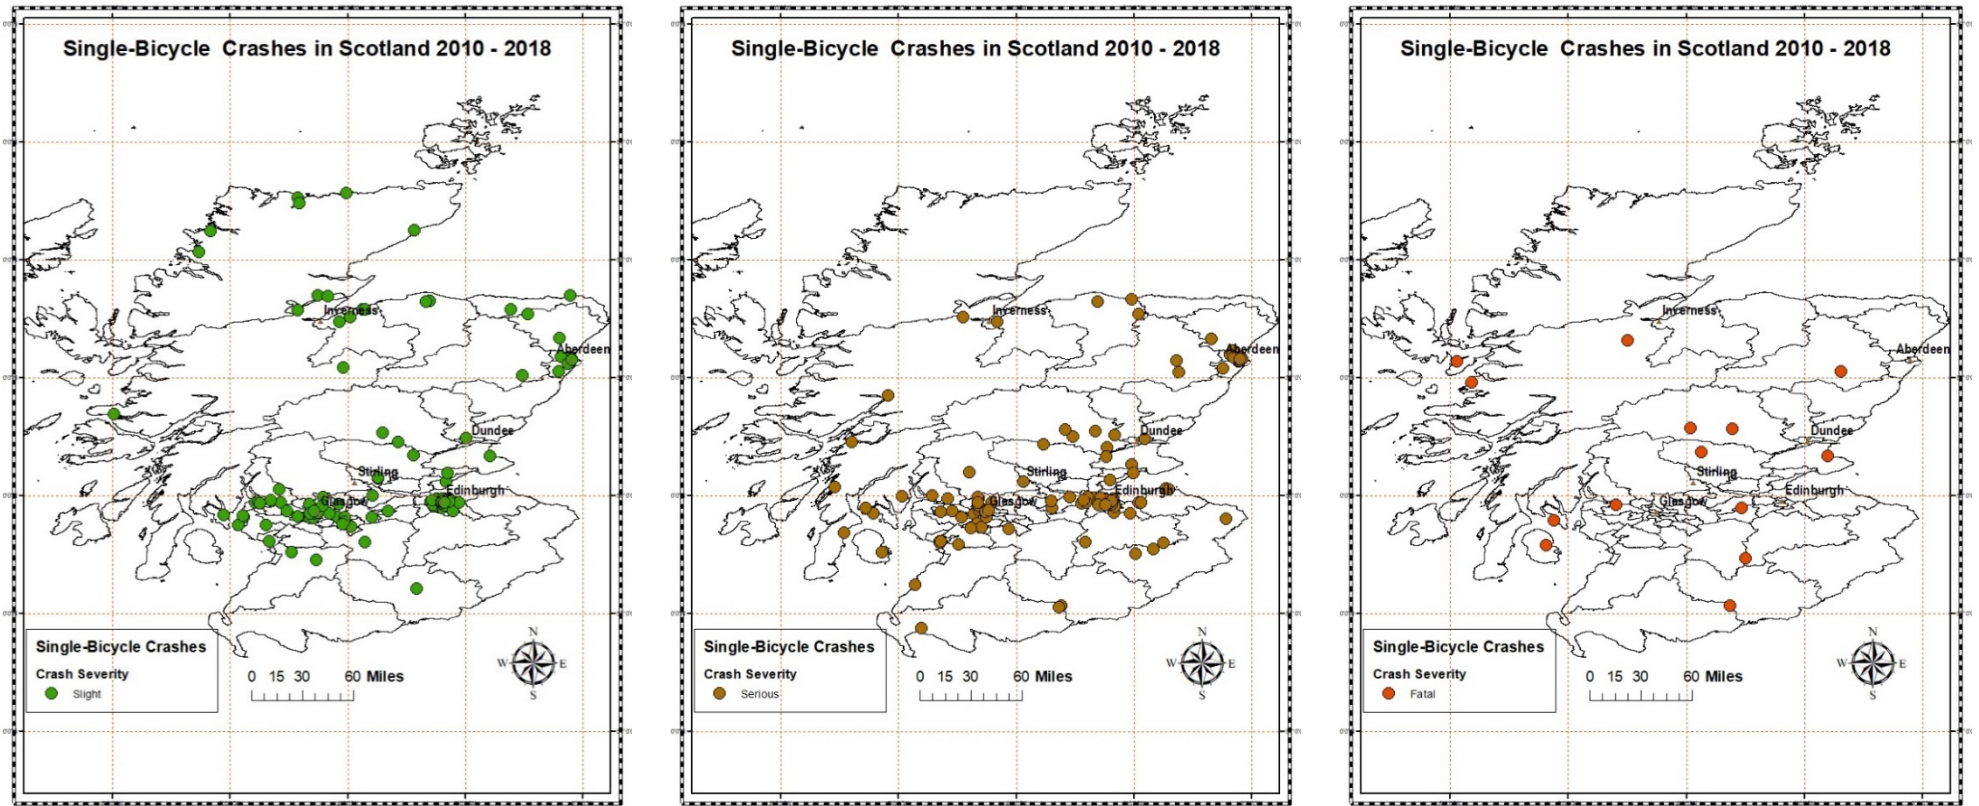 Single-Bicycle Crashes in Scotland 2010 - 2018
Inverness
Aberdeen
Dundee
Stirling
Edinburgh
Glasgow
Single-Bicycle Crashes
Crash Severity
Slight
0 15 30 60 Miles
N
W E
S
Single-Bicycle Crashes in Scotland 2010 - 2018
Inverness
Aberdeen
Dundee
Stirling
Edinburgh
Glasgow
Single-Bicycle Crashes
Crash Severity
Serious
0 15 30 60 Miles
N
W E
S
Single-Bicycle Crashes in Scotland 2010 - 2018
Inverness
Aberdeen
Dundee
Stirling
Edinburgh
Glasgow
Single-Bicycle Crashes
Crash Severity
Fatal
0 15 30 60 Miles
N
W E
S